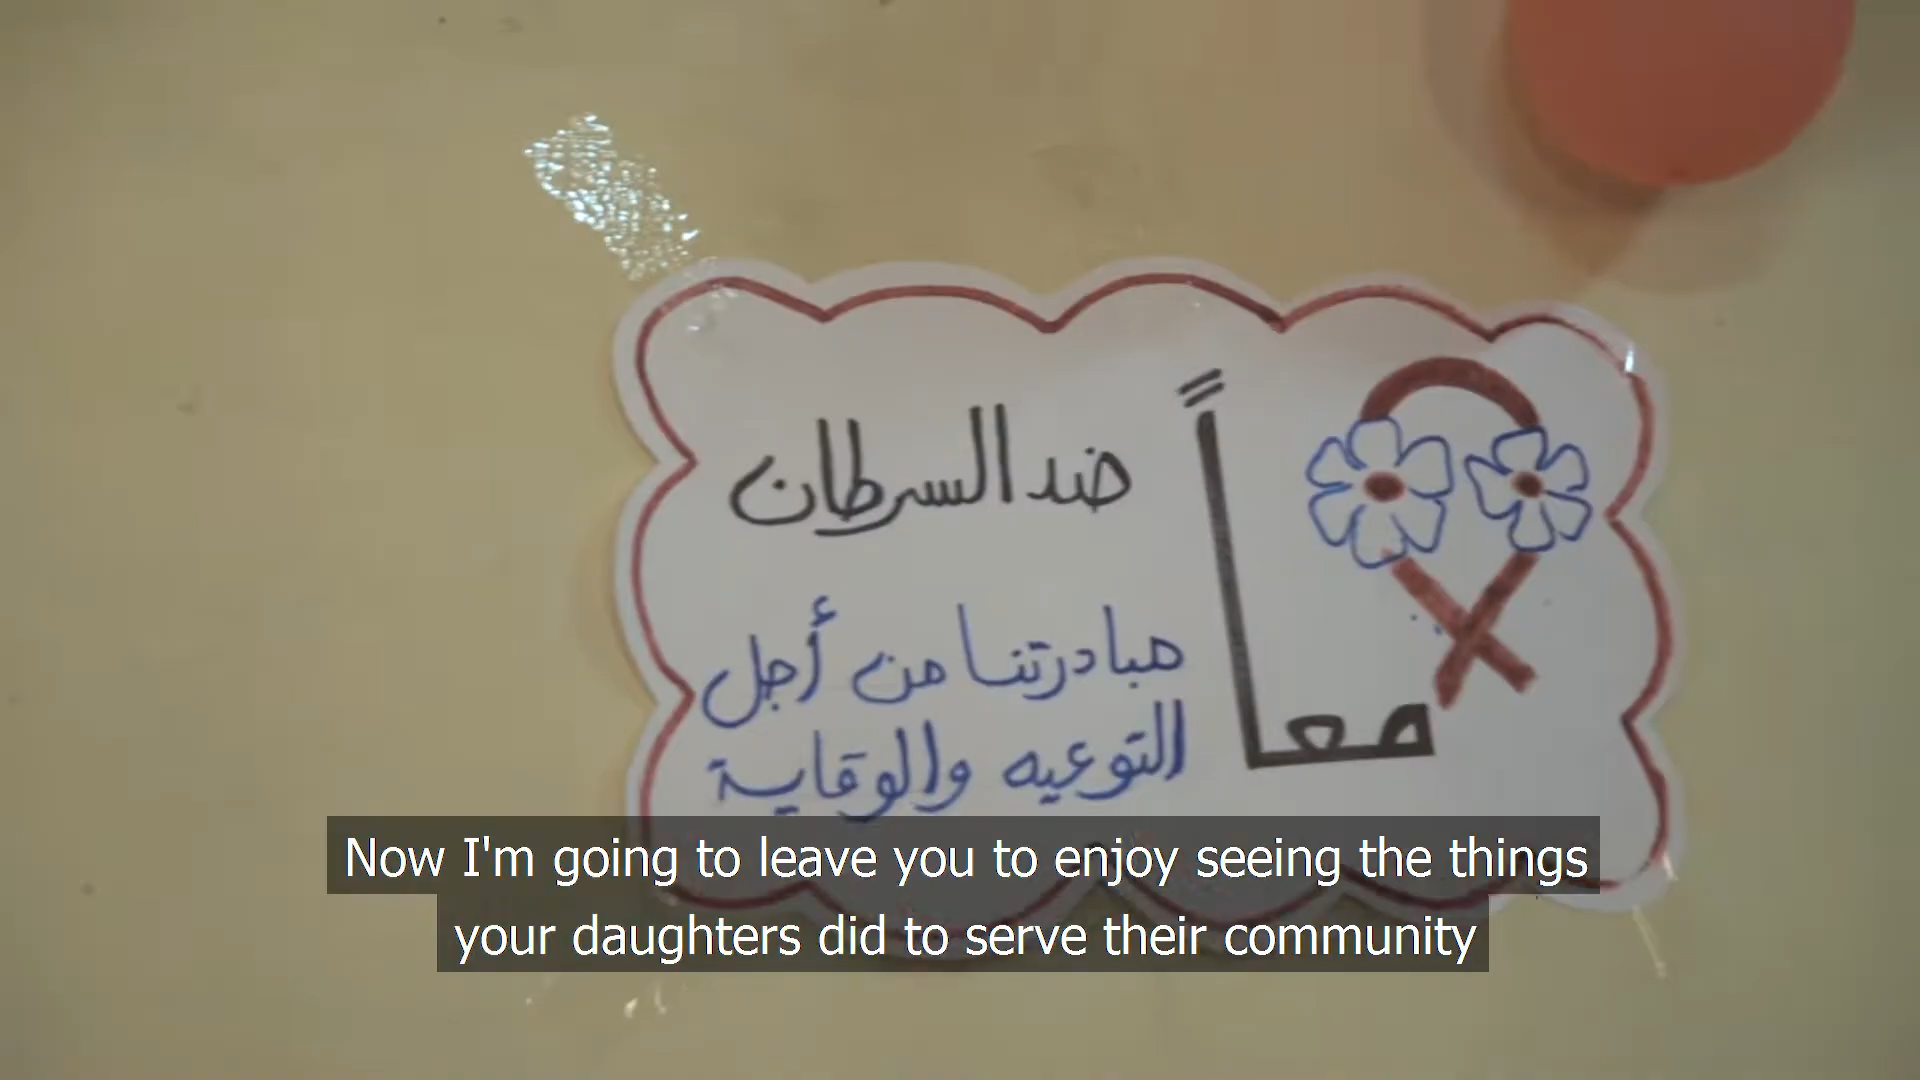 معاً
ضد السرطان
مبادرتنا من أجل
التوعيه والوقاية
Now I'm going to leave you to enjoy seeing the things
your daughters did to serve their community